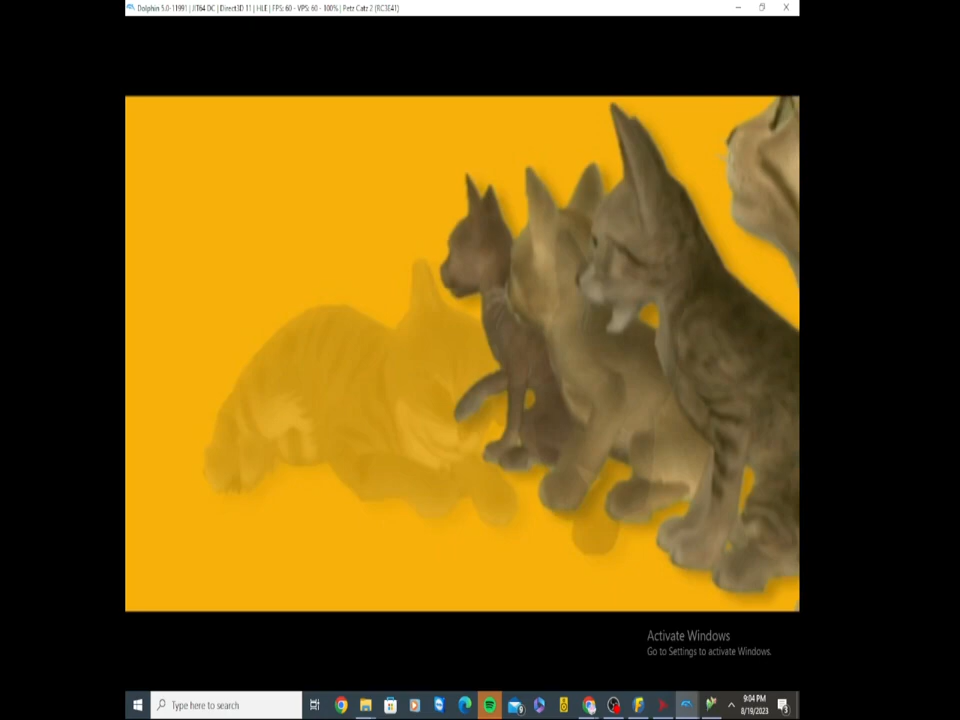 Dolphin 5.0-11991 | JIT64 DC | Direct3D 11 | HLE | FPS: 60 - VPS: 60 - 100% | Petz Catz 2 (RC3E41)
Activate Windows
Go to Settings to activate Windows.
Type here to search
9:04 PM
8/19/2023